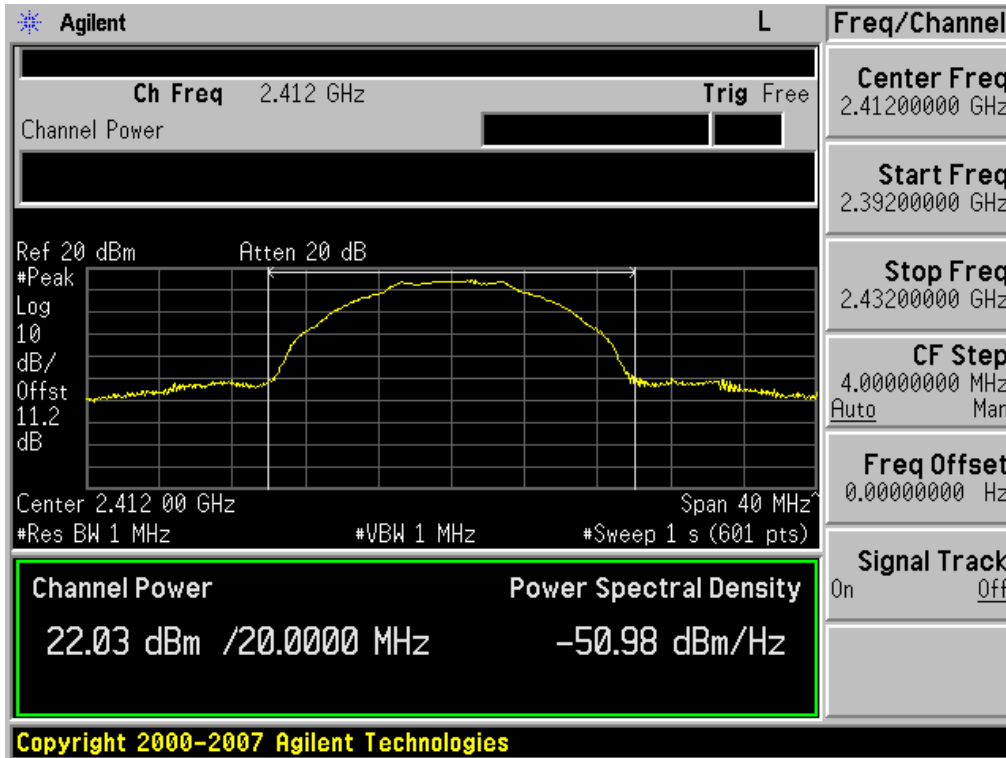 Agilent L Freq/Channel
Ch Freq 2.412 GHz Trig Free
Channel Power
Center Freq
2.41200000 GHz
Start Freq
2.39200000 GHz
Stop Freq
2.43200000 GHz
CF Step
4.00000000 MHz
Auto Man
Freq Offset
0.00000000 Hz
Signal Track
On Off
Ref 20 dBm Atten 20 dB
#Peak
Log
10
dB/
Offst
11.2
dB
Center 2.412 00 GHz Span 40 MHz^
#Res BW 1 MHz #VBW 1 MHz #Sweep 1 s (601 pts)
Channel Power Power Spectral Density
22.03 dBm /20.0000 MHz -50.98 dBm/Hz
Copyright 2000-2007 Agilent Technologies